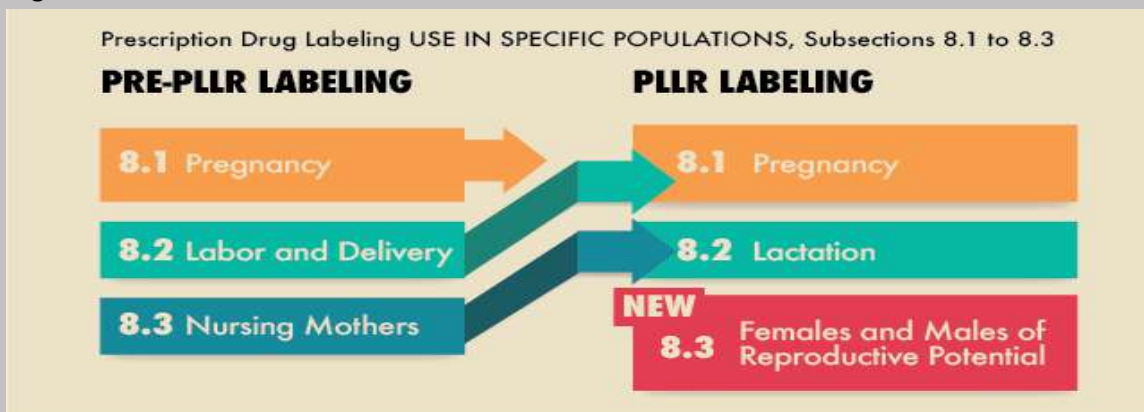 Prescription Drug Labeling USE IN SPECIFIC POPULATIONS, Subsections 8.1 to 8.3
PRE-PLLR LABELING
8.1 Pregnancy
8.2 Labor and Delivery
8.3 Nursing Mothers
PLLR LABELING
8.1 Pregnancy
8.2 Lactation
NEW
8.3 Females and Males of
Reproductive Potential